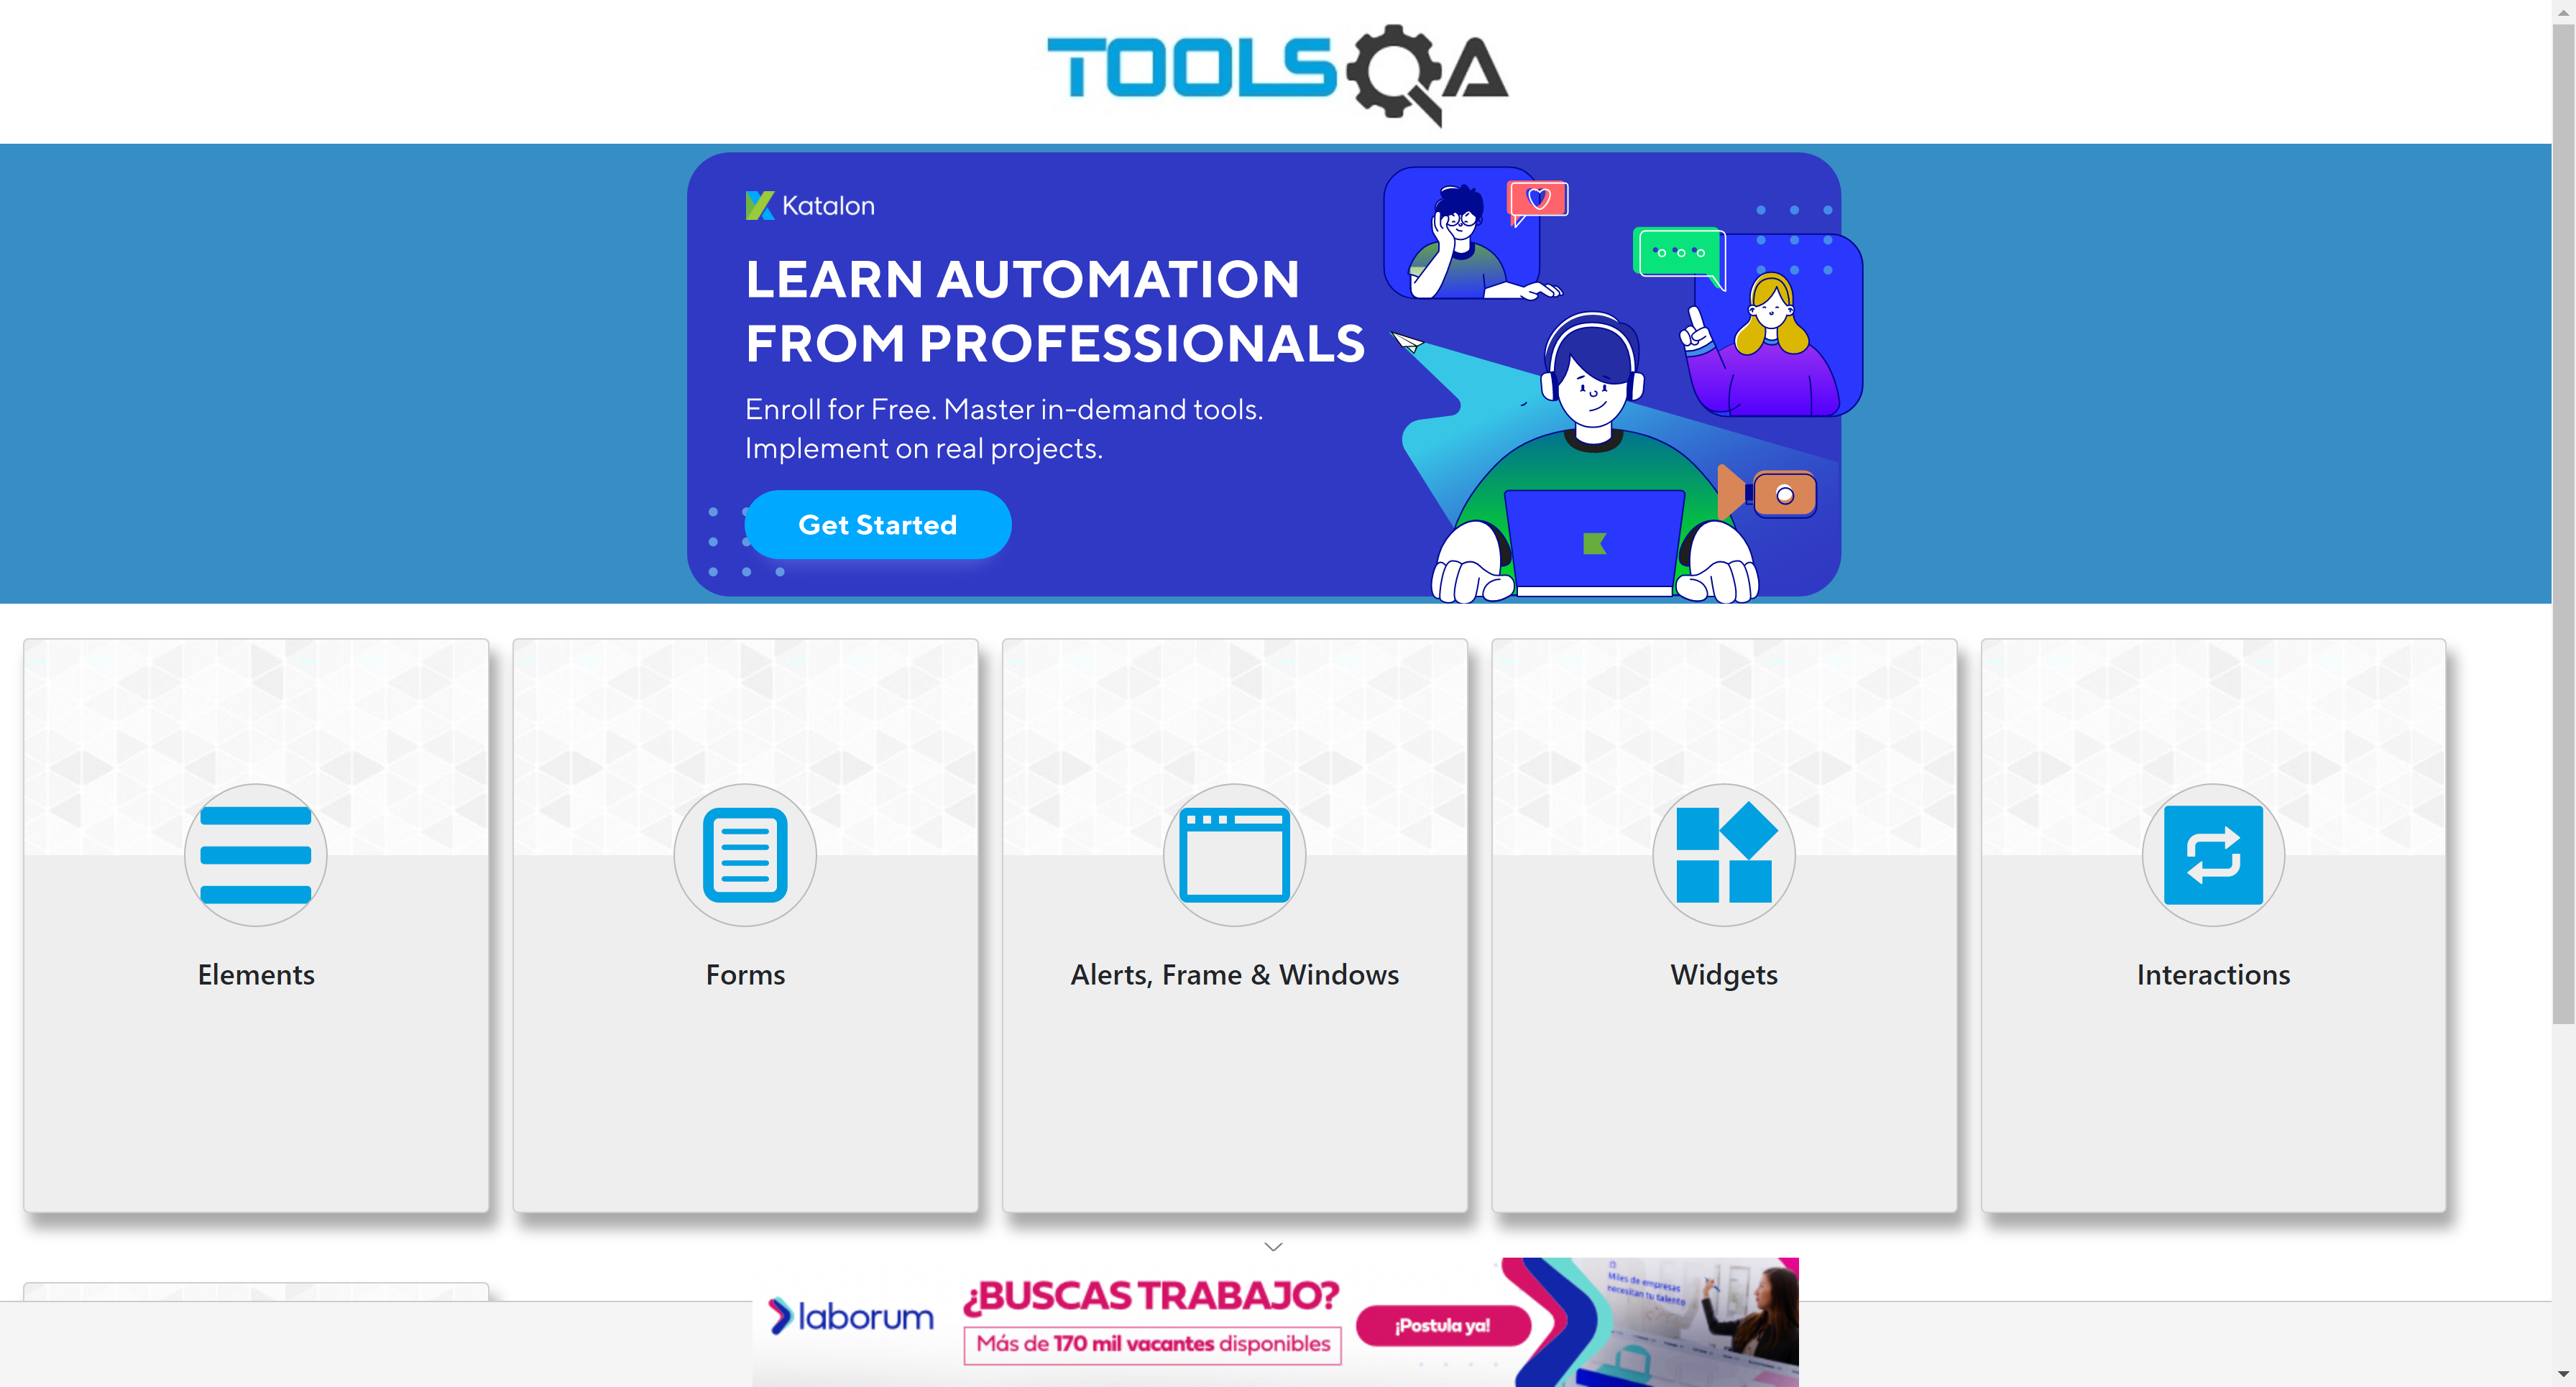 TOOLSQA
Katalon
LEARN AUTOMATION
FROM PROFESSIONALS
Enroll for Free. Master in-demand tools.
Implement on real projects.
Get Started
Elements
Forms
Alerts, Frame & Windows
Widgets
Interactions
laborum
¿BUSCAS TRABAJO?
Más de 170 mil vacantes disponibles
¡Postula ya!
Miles de empresas
necesitan tu talento